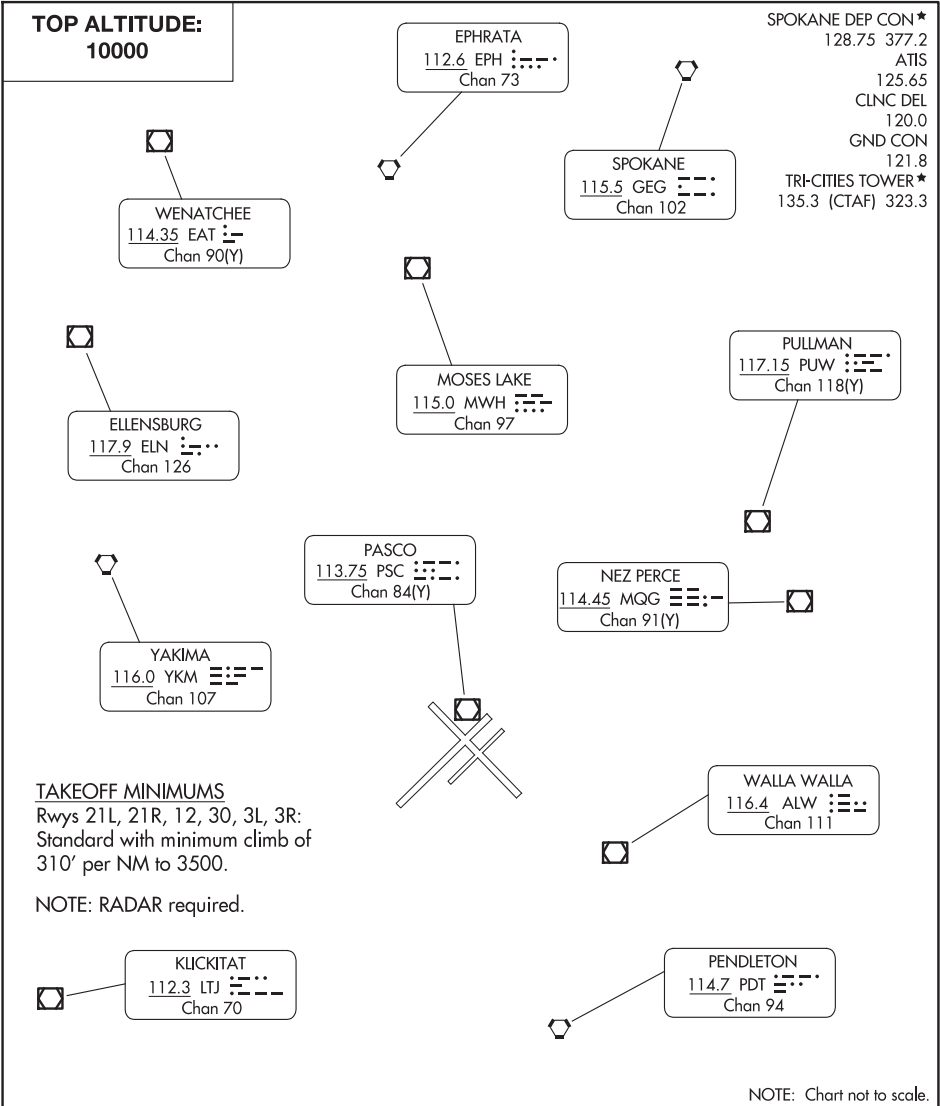 TOP ALTITUDE:
10000
SPOKANE DEP CON★
128.75 377.2
ATIS
125.65
CLNC DEL
120.0
GND CON
121.8
TRI-CITIES TOWER★
135.3 (CTAF) 323.3
EPHRATA
112.6 EPH
Chan 73
SPOKANE
115.5 GEG
Chan 102
WENATCHEE
114.35 EAT
Chan 90(Y)
MOSES LAKE
115.0 MWH
Chan 97
PULLMAN
117.15 PUW
Chan 118(Y)
ELLENSBURG
117.9 ELN
Chan 126
PASCO
113.75 PSC
Chan 84(Y)
NEZ PERCE
114.45 MQG
Chan 91(Y)
YAKIMA
116.0 YKM
Chan 107
WALLA WALLA
116.4 ALW
Chan 111
TAKEOFF MINIMUMS
Rwys 21L, 21R, 12, 30, 3L, 3R:
Standard with minimum climb of
310' per NM to 3500.
NOTE: RADAR required.
KLICKITAT
112.3 LTJ
Chan 70
PENDLETON
114.7 PDT
Chan 94
NOTE: Chart not to scale.